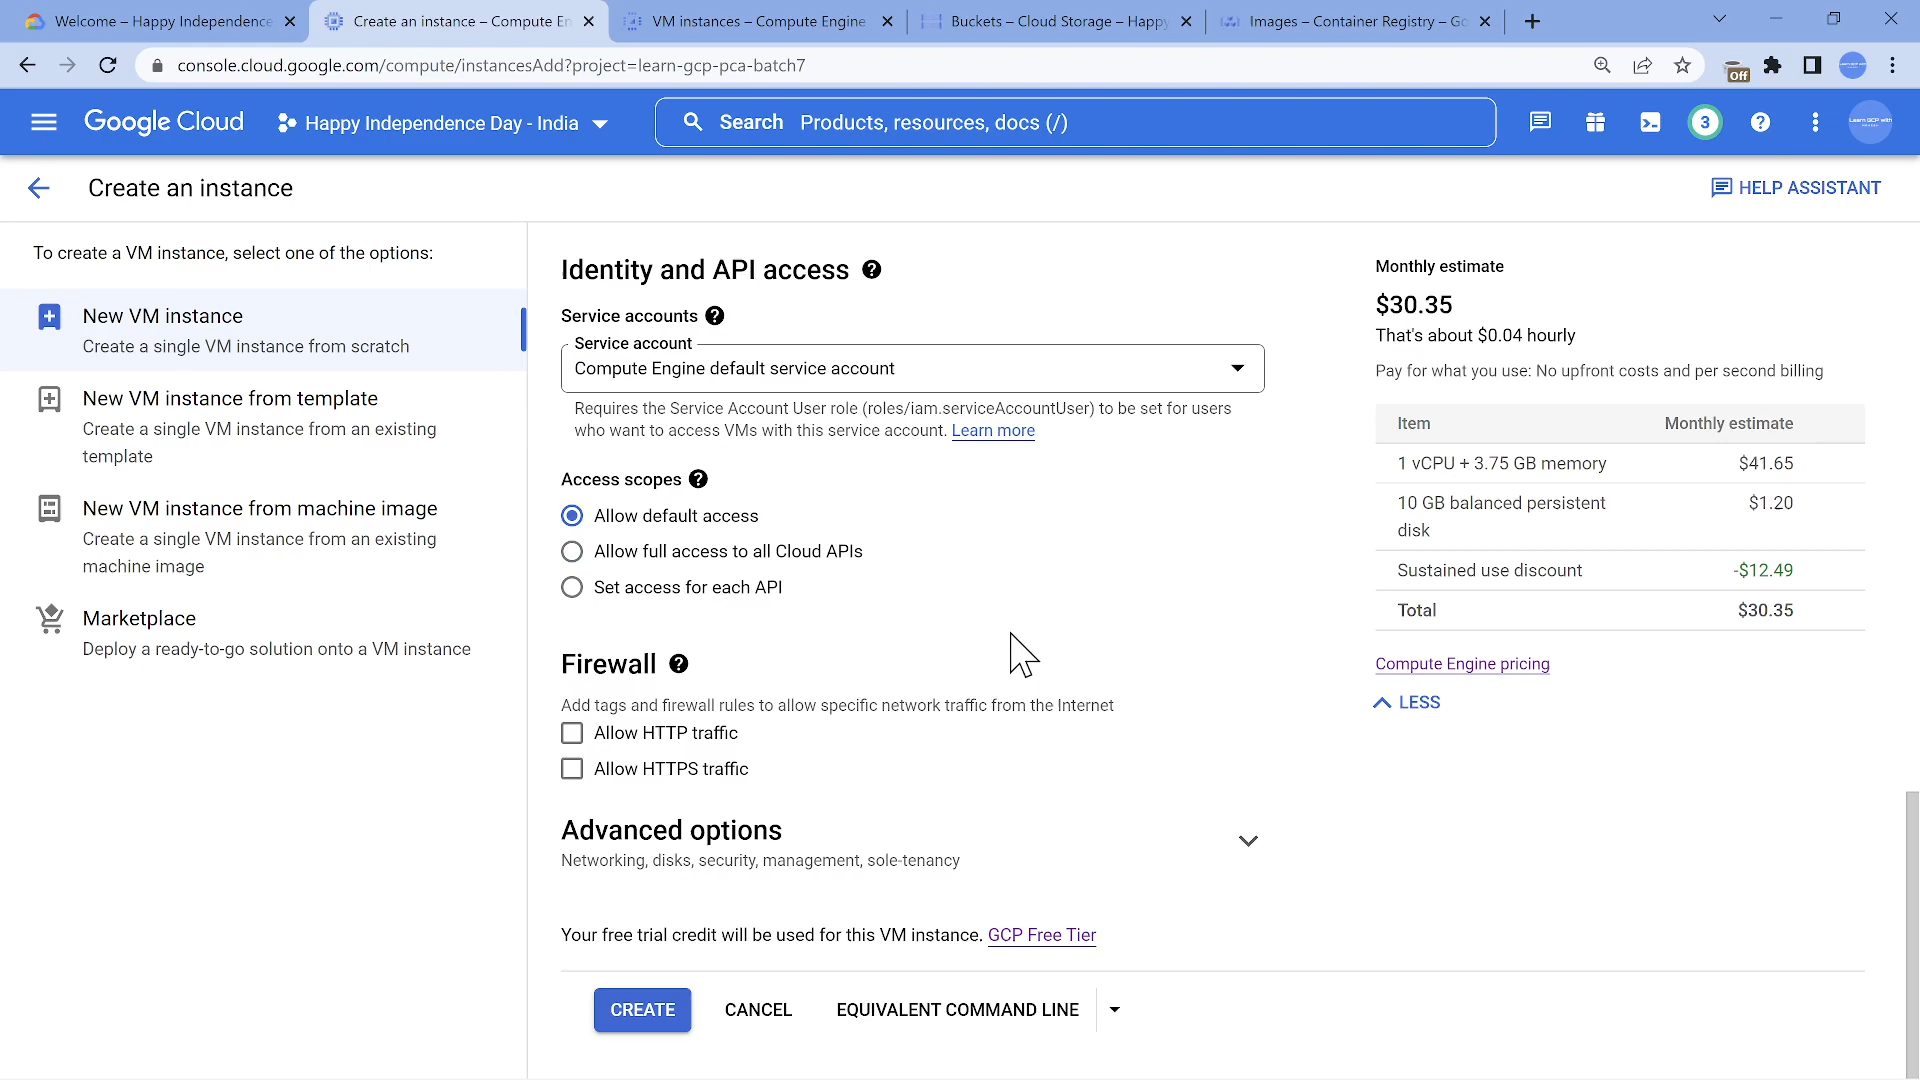 Welcome – Happy Independence
Create an instance – Compute En
VM instances – Compute Engine
Buckets – Cloud Storage – Happy
Images – Container Registry – Go
console.cloud.google.com/compute/instancesAdd?project=learn-gcp-pca-batch7
Off
Google Cloud
Happy Independence Day - India
Search Products, resources, docs (/)
3
Learn GCP with
Create an instance
HELP ASSISTANT
To create a VM instance, select one of the options:
New VM instance
Create a single VM instance from scratch
New VM instance from template
Create a single VM instance from an existing
template
New VM instance from machine image
Create a single VM instance from an existing
machine image
Marketplace
Deploy a ready-to-go solution onto a VM instance
Identity and API access
Service accounts
Service account
Compute Engine default service account
Requires the Service Account User role (roles/iam.serviceAccountUser) to be set for users
who want to access VMs with this service account. Learn more
Access scopes
Allow default access
Allow full access to all Cloud APIs
Set access for each API
Firewall
Add tags and firewall rules to allow specific network traffic from the Internet
Allow HTTP traffic
Allow HTTPS traffic
Advanced options
Networking, disks, security, management, sole-tenancy
Your free trial credit will be used for this VM instance. GCP Free Tier
CREATE
CANCEL
EQUIVALENT COMMAND LINE
Monthly estimate
$30.35
That's about $0.04 hourly
Pay for what you use: No upfront costs and per second billing
Item Monthly estimate
1 vCPU + 3.75 GB memory $41.65
10 GB balanced persistent $1.20
disk
Sustained use discount -$12.49
Total $30.35
Compute Engine pricing
LESS